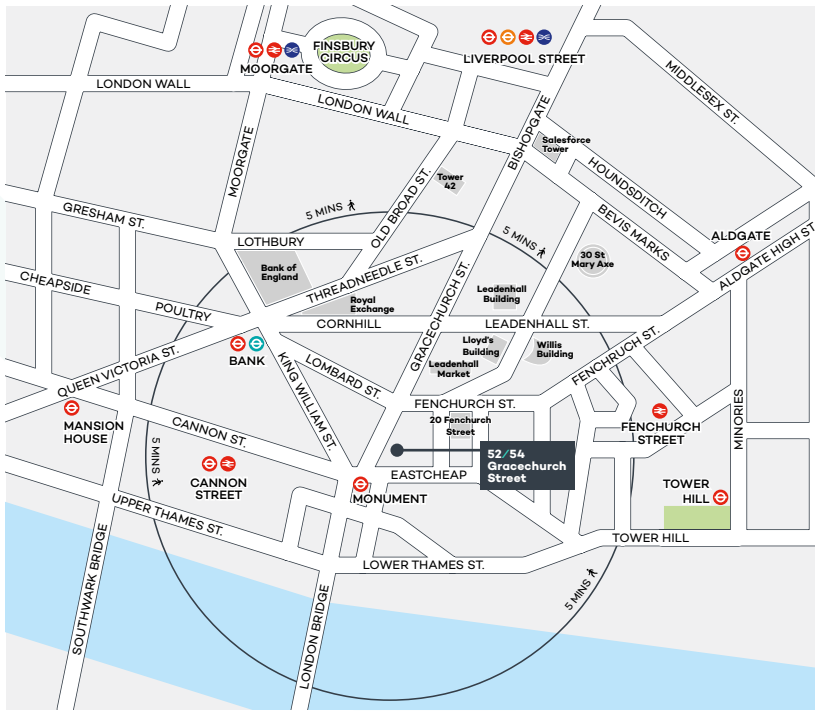 FINSBURY
CIRCUS
MOORGATE
LIVERPOOL STREET
LONDON WALL
LONDON WALL
MIDDLESEX ST.
BISHOPGATE
Salesforce
Tower
MOORGATE
HOUNDSDITCH
Tower
42
OLD BROAD ST.
5 MINS
GRESHAM ST.
BEVIS MARKS
5 MINS
ALDGATE
LOTHBURY
ALDGATE HIGH ST.
30 St
Mary Axe
Bank of
England
THREADNEEDLE ST.
CHEAPSIDE
POULTRY
Royal
Exchange
Leadenhall
Building
GRACECHURCH ST.
CORNHILL
LEADENHALL ST.
BANK
Lloyd's
Building
Willis
Building
FENCHRUCH ST.
QUEEN VICTORIA ST.
KING WILLIAM ST.
LOMBARD ST.
Leadenhall
Market
MANSION
HOUSE
CANNON ST.
FENCHURCH ST.
20 Fenchurch
Street
FENCHURCH
STREET
MINORIES
5 MINS
52/54
Gracechurch
Street
CANNON
STREET
EASTCHEAP
MONUMENT
TOWER
HILL
UPPER THAMES ST.
TOWER HILL
LOWER THAMES ST.
SOUTHWARK BRIDGE
LONDON BRIDGE
5 MINS